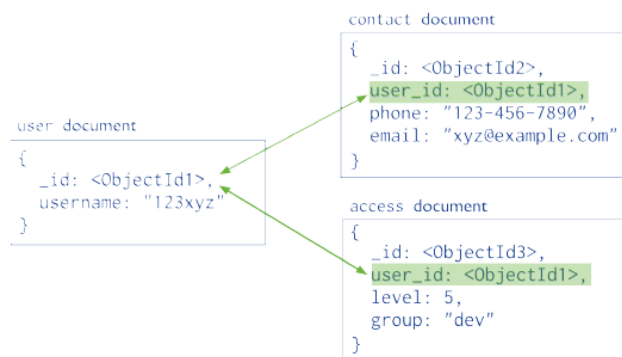 contact document
{
_id: <ObjectId2>,
user_id: <ObjectId1>,
phone: "123-456-7890",
email: "xyz@example.com"
}
user document
{
_id: <ObjectId1>,
username: "123xyz"
}
access document
{
_id: <ObjectId3>,
user_id: <ObjectId1>,
level: 5,
group: "dev"
}